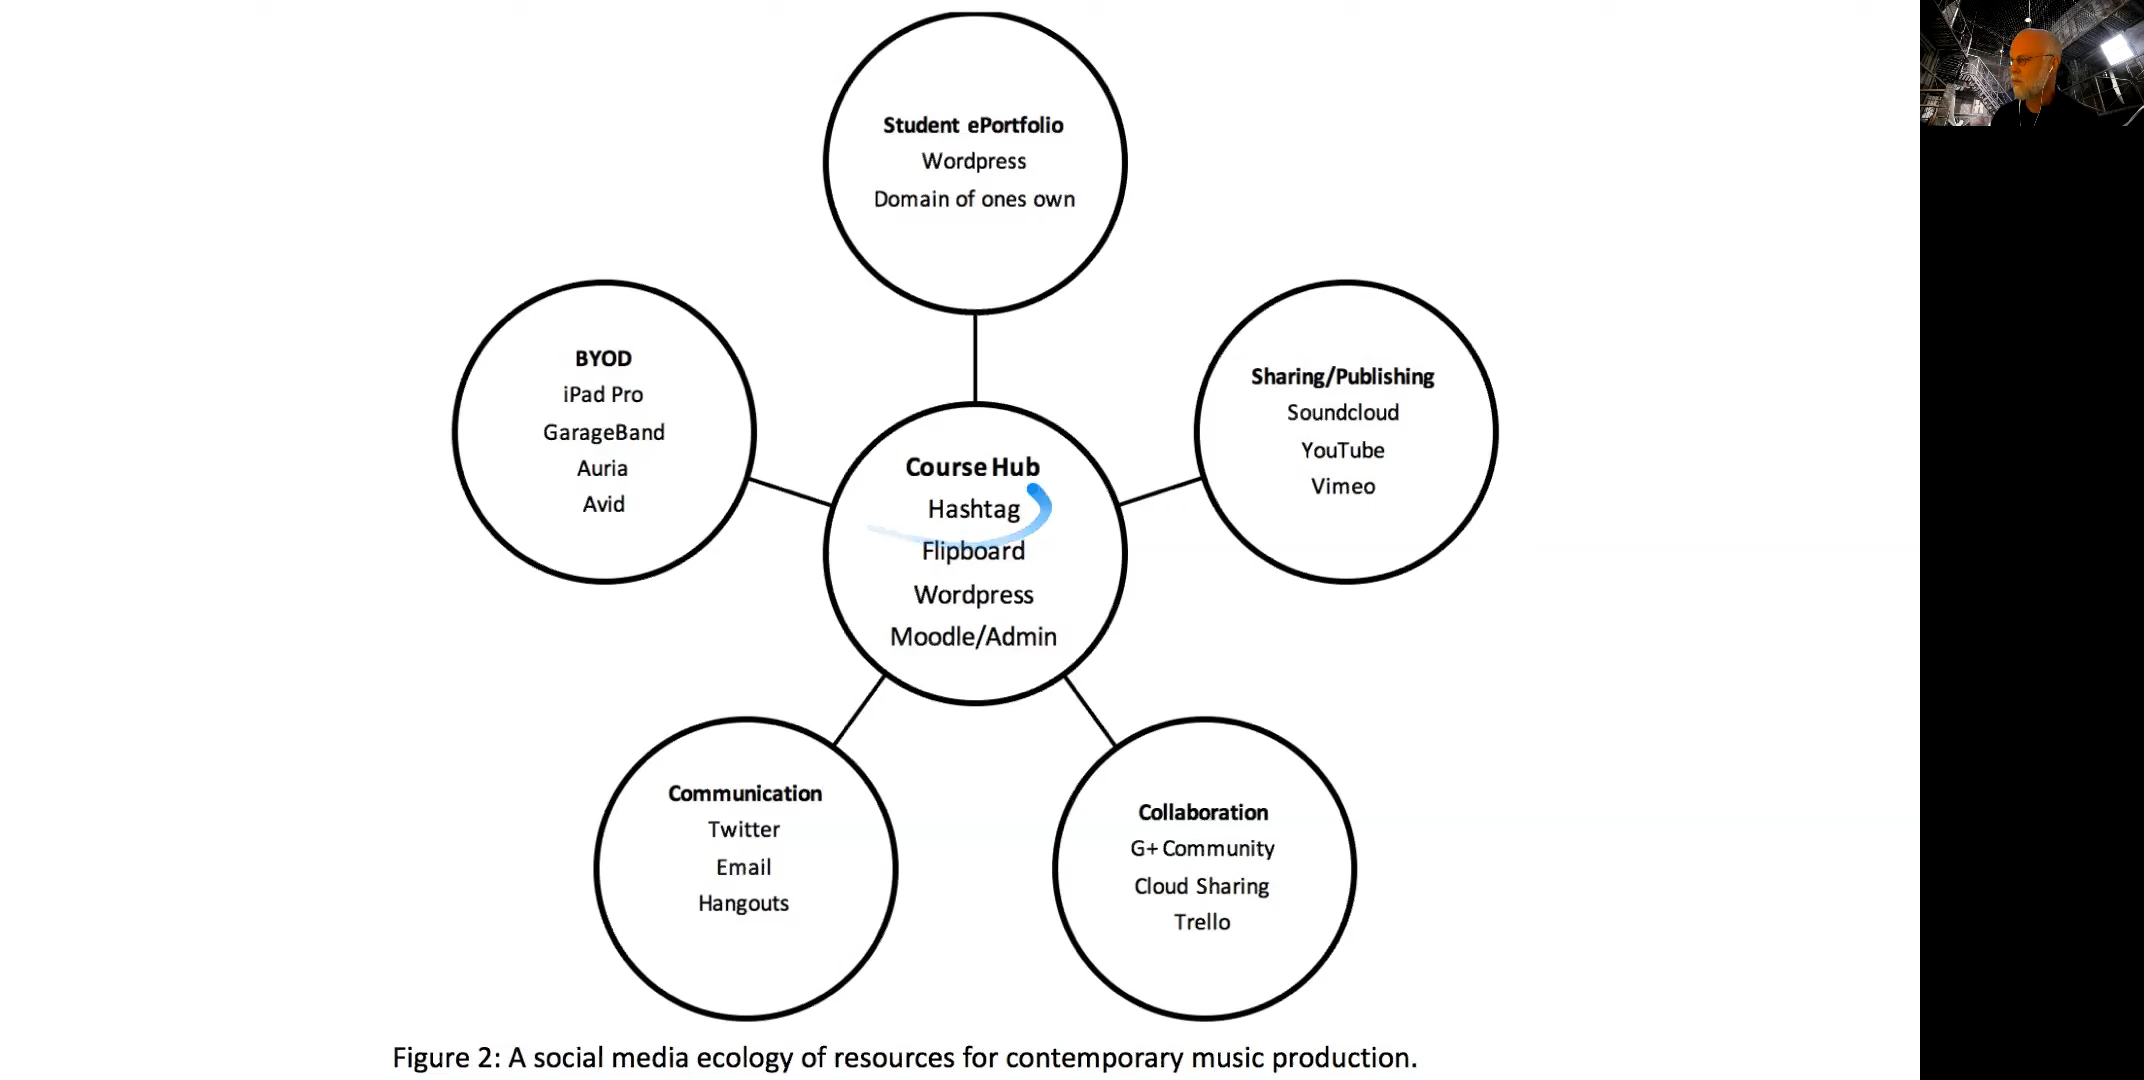 Student ePortfolio
Wordpress
Domain of ones own
BYOD
iPad Pro
GarageBand
Auria
Avid
Sharing/Publishing
Soundcloud
YouTube
Vimeo
Course Hub
Hashtag
Flipboard
Wordpress
Moodle/Admin
Communication
Twitter
Email
Hangouts
Collaboration
G+ Community
Cloud Sharing
Trello
Figure 2: A social media ecology of resources for contemporary music production.